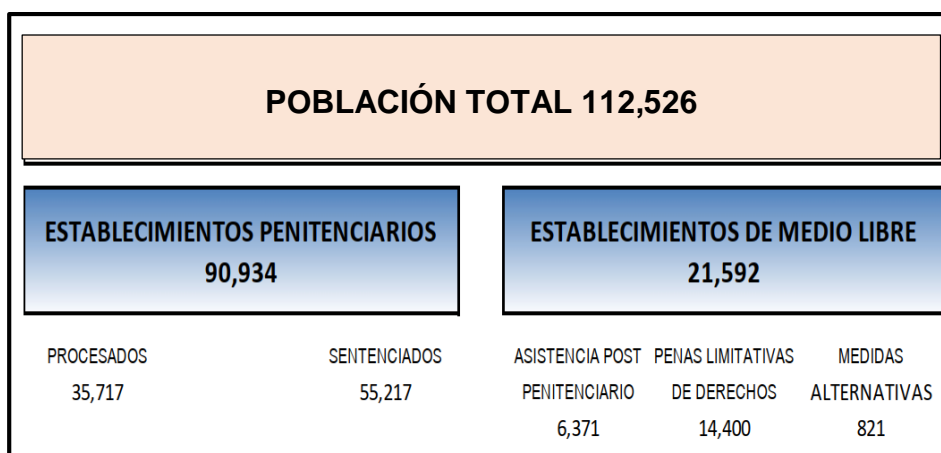 POBLACIÓN TOTAL 112,526
ESTABLECIMIENTOS PENITENCIARIOS
90,934
ESTABLECIMIENTOS DE MEDIO LIBRE
21,592
PROCESADOS
35,717
SENTENCIADOS
55,217
ASISTENCIA POST
PENITENCIARIO
6,371
PENAS LIMITATIVAS
DE DERECHOS
14,400
MEDIDAS
ALTERNATIVAS
821